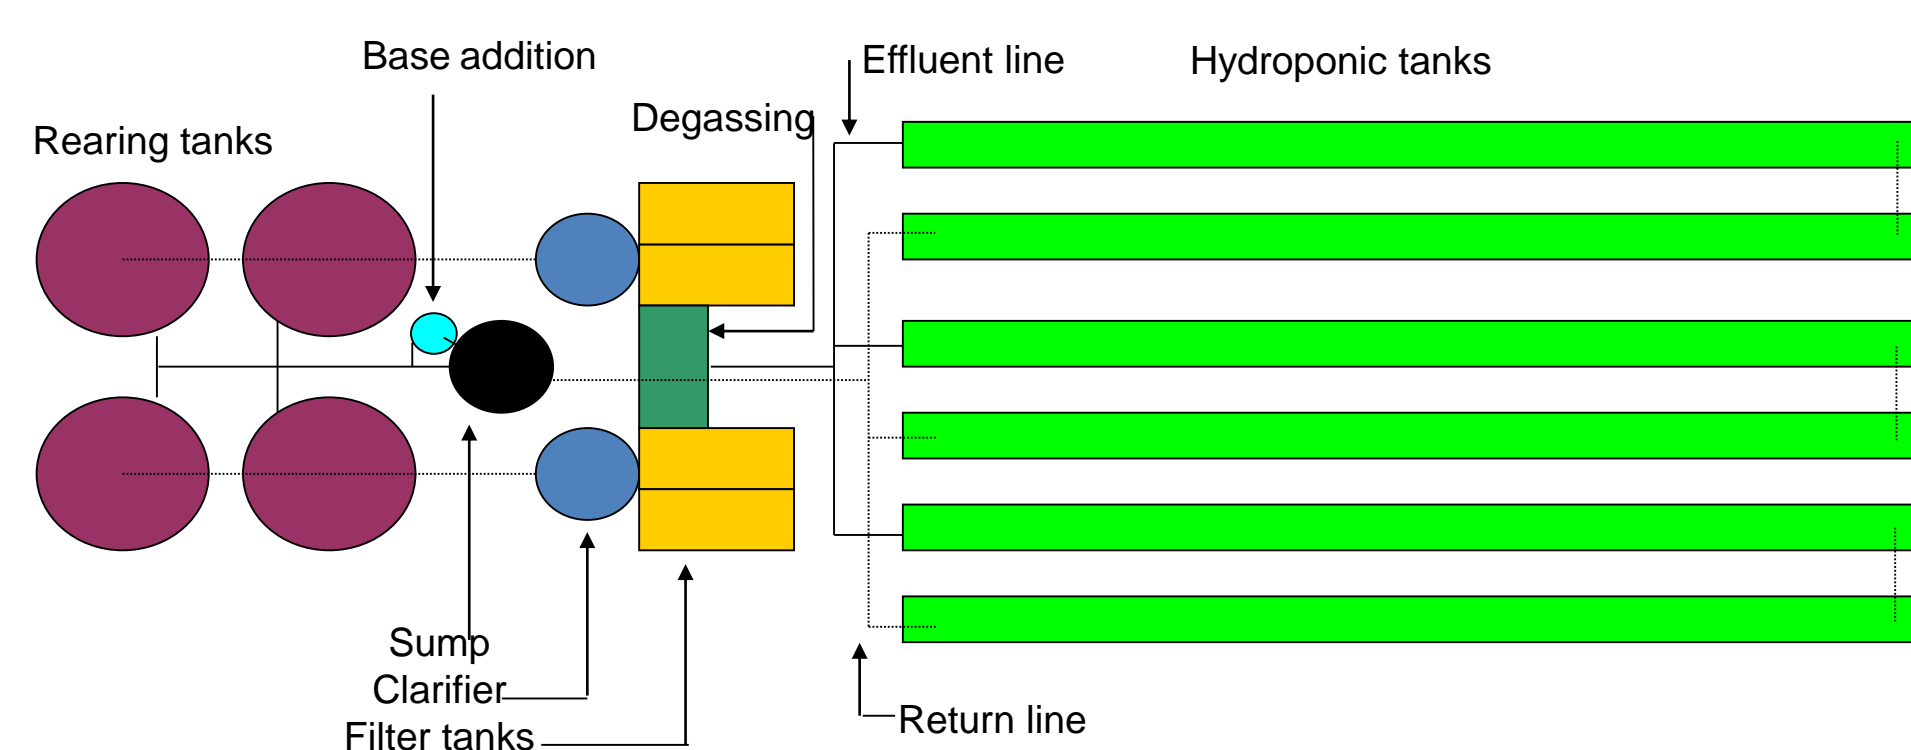 Base addition
Effluent line
Hydroponic tanks
Degassing
Rearing tanks
Sump
Clarifier
Filter tanks
Return line